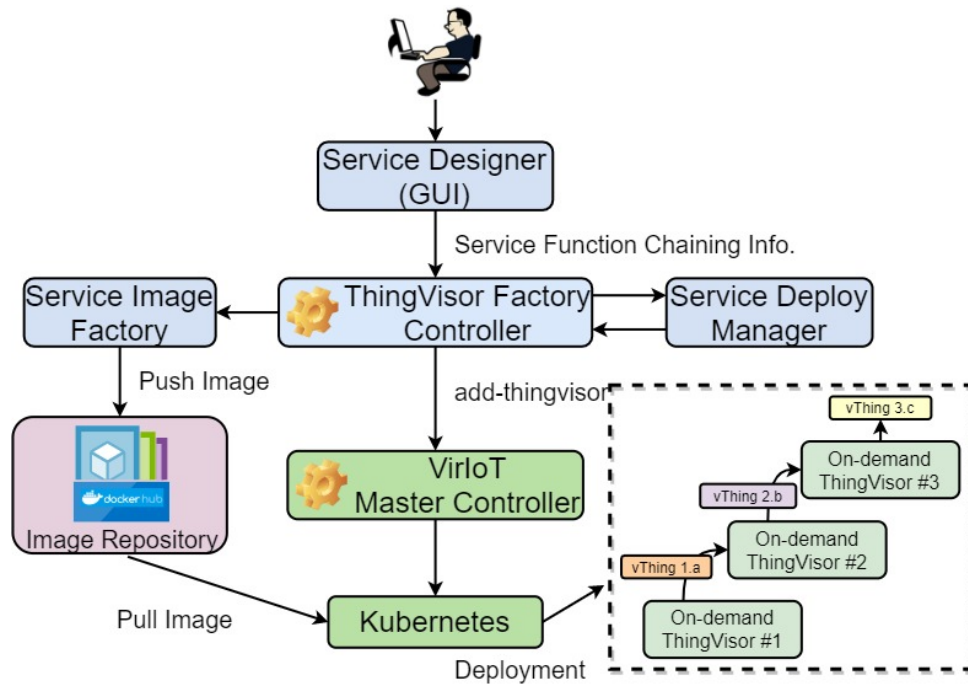 Service Designer
(GUI)
Service Function Chaining Info.
Service Image
Factory
ThingVisor Factory
Controller
Service Deploy
Manager
Push Image
add-thingvisor
docker hub
Image Repository
VirIoT
Master Controller
Pull Image
Kubernetes
Deployment
vThing 3.c
On-demand
ThingVisor #3
vThing 2.b
On-demand
ThingVisor #2
vThing 1.a
On-demand
ThingVisor #1